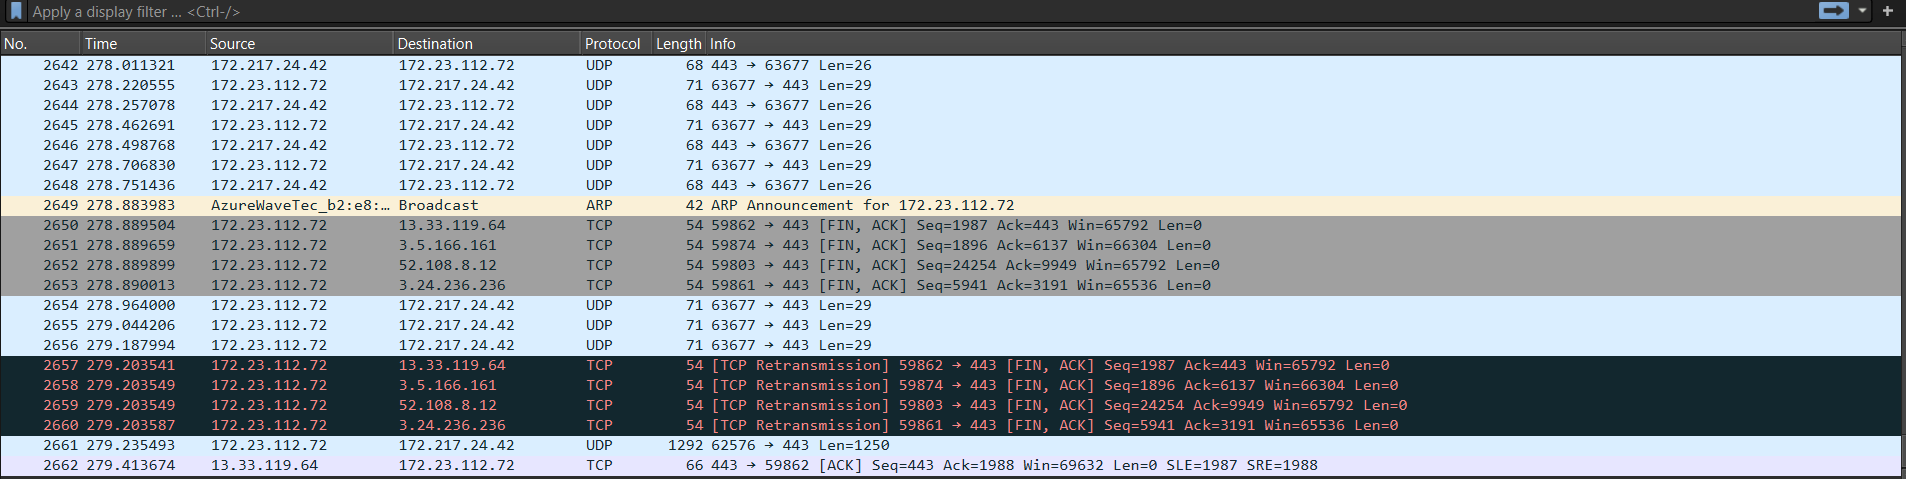 Apply a display filter ... <Ctrl-/>
No. Time Source Destination Protocol Length Info
2642 278.011321 172.217.24.42 172.23.112.72 UDP 68 443 → 63677 Len=26
2643 278.220555 172.23.112.72 172.217.24.42 UDP 71 63677 → 443 Len=29
2644 278.257078 172.217.24.42 172.23.112.72 UDP 68 443 → 63677 Len=26
2645 278.462691 172.23.112.72 172.217.24.42 UDP 71 63677 → 443 Len=29
2646 278.498768 172.217.24.42 172.23.112.72 UDP 68 443 → 63677 Len=26
2647 278.706830 172.23.112.72 172.217.24.42 UDP 71 63677 → 443 Len=29
2648 278.751436 172.217.24.42 172.23.112.72 UDP 68 443 → 63677 Len=26
2649 278.883983 AzureWaveTec_b2:e8:… Broadcast ARP 42 ARP Announcement for 172.23.112.72
2650 278.889504 172.23.112.72 13.33.119.64 TCP 54 59862 → 443 [FIN, ACK] Seq=1987 Ack=443 Win=65792 Len=0
2651 278.889659 172.23.112.72 3.5.166.161 TCP 54 59874 → 443 [FIN, ACK] Seq=1896 Ack=6137 Win=66304 Len=0
2652 278.889899 172.23.112.72 52.108.8.12 TCP 54 59803 → 443 [FIN, ACK] Seq=24254 Ack=9949 Win=65792 Len=0
2653 278.890013 172.23.112.72 3.24.236.236 TCP 54 59861 → 443 [FIN, ACK] Seq=5941 Ack=3191 Win=65536 Len=0
2654 278.964000 172.23.112.72 172.217.24.42 UDP 71 63677 → 443 Len=29
2655 279.044206 172.23.112.72 172.217.24.42 UDP 71 63677 → 443 Len=29
2656 279.187994 172.23.112.72 172.217.24.42 UDP 71 63677 → 443 Len=29
2657 279.203541 172.23.112.72 13.33.119.64 TCP 54 [TCP Retransmission] 59862 → 443 [FIN, ACK] Seq=1987 Ack=443 Win=65792 Len=0
2658 279.203549 172.23.112.72 3.5.166.161 TCP 54 [TCP Retransmission] 59874 → 443 [FIN, ACK] Seq=1896 Ack=6137 Win=66304 Len=0
2659 279.203549 172.23.112.72 52.108.8.12 TCP 54 [TCP Retransmission] 59803 → 443 [FIN, ACK] Seq=24254 Ack=9949 Win=65792 Len=0
2660 279.203587 172.23.112.72 3.24.236.236 TCP 54 [TCP Retransmission] 59861 → 443 [FIN, ACK] Seq=5941 Ack=3191 Win=65536 Len=0
2661 279.235493 172.23.112.72 172.217.24.42 UDP 1292 62576 → 443 Len=1250
2662 279.413674 13.33.119.64 172.23.112.72 TCP 66 443 → 59862 [ACK] Seq=443 Ack=1988 Win=69632 Len=0 SLE=1987 SRE=1988